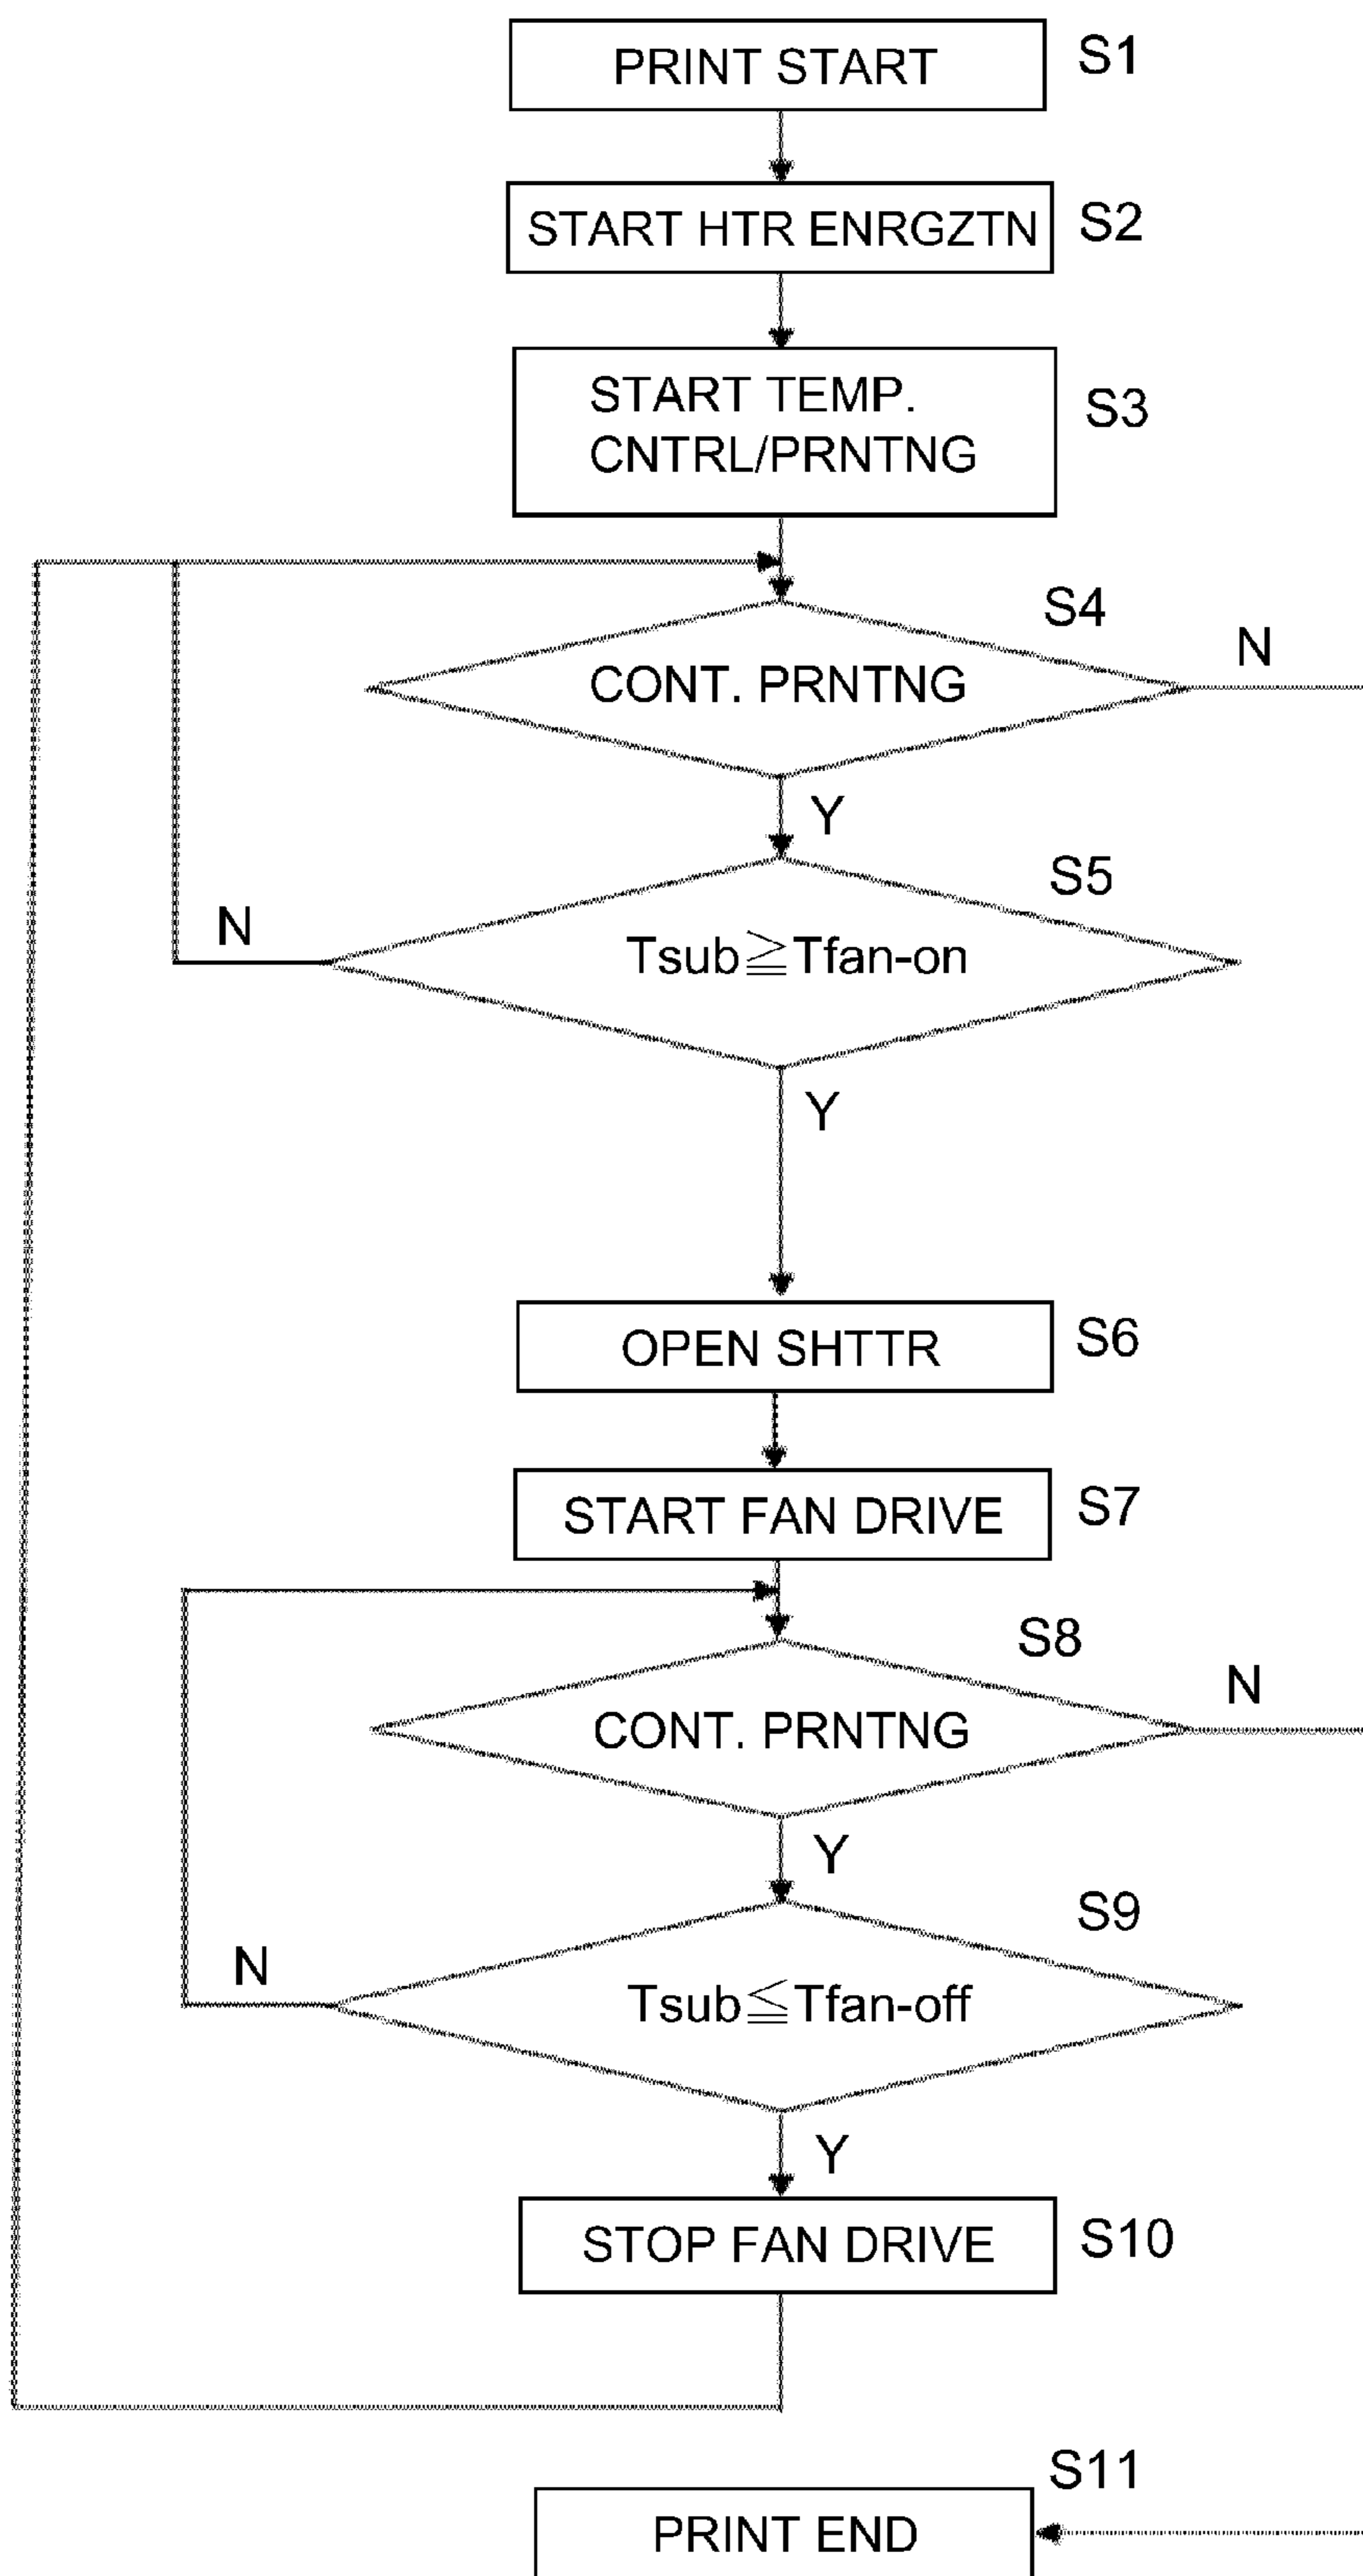 PRINT START
S1
START HTR ENRGZTN
S2
START TEMP.
CNTRL/PRNTNG
S3
S4
N
CONT. PRNTNG
Y
S5
N
Tsub≧Tfan-on
Y
OPEN SHTTR
S6
START FAN DRIVE
S7
S8
N
CONT. PRNTNG
Y
S9
N
Tsub≦Tfan-off
Y
STOP FAN DRIVE
S10
S11
PRINT END